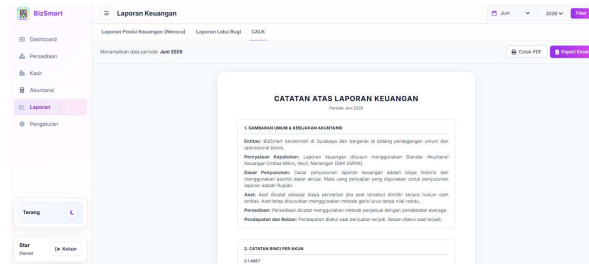 BizSmart
Laporan Keuangan
Juni
2026
Filter
Dashboard
Persediaan
Kasir
Akuntansi
Laporan
Pengaturan
Laporan Posisi Keuangan (Neraca) Laporan Laba Rugi CALK
Menampilkan data periode: Juni 2026
Cetak PDF
Export Excel
CATATAN ATAS LAPORAN KEUANGAN
Periode Juni 2026
1. GAMBARAN UMUM & KEBIJAKAN AKUNTANSI
Entitas: BizSmart berdomisili di Surabaya dan bergerak di bidang perdagangan umum dan
operasional bisnis.
Pernyataan Kepatuhan: Laporan keuangan disusun menggunakan Standar Akuntansi
Keuangan Entitas Mikro, Kecil, Menengah (SAK EMKM).
Dasar Penyusunan: Dasar penyusunan laporan keuangan adalah biaya historis dan
menggunakan asumsi dasar akrual. Mata uang penyajian yang digunakan untuk penyusunan
laporan adalah Rupiah.
Aset: Aset dicatat sebesar biaya perolehan jika aset tersebut dimiliki secara hukum oleh
entitas. Aset tetap disusutkan menggunakan metode garis lurus tanpa nilai residu.
Persediaan: Persediaan dicatat menggunakan metode perpetual dengan pendekatan average.
Pendapatan dan Beban: Pendapatan diakui saat penjualan terjadi. Beban diakui saat terjadi.
2. CATATAN RINCI PER AKUN
2.1 ASET
Terang
Star
Owner
Keluar